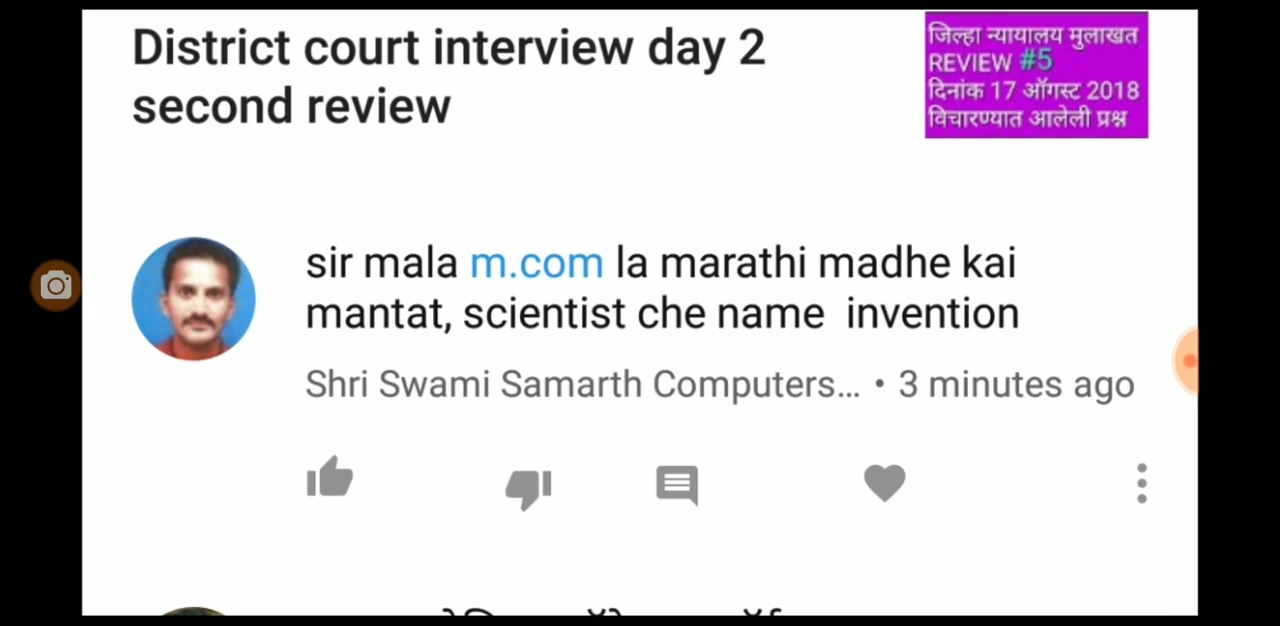 District court interview day 2
second review
जिल्हा न्यायालय मुलाखत
REVIEW #5
दिनांक 17 ऑगस्ट 2018
विचारण्यात आलेली प्रश्न
sir mala m.com la marathi madhe kai
mantat, scientist che name  invention
Shri Swami Samarth Computers... • 3 minutes ago